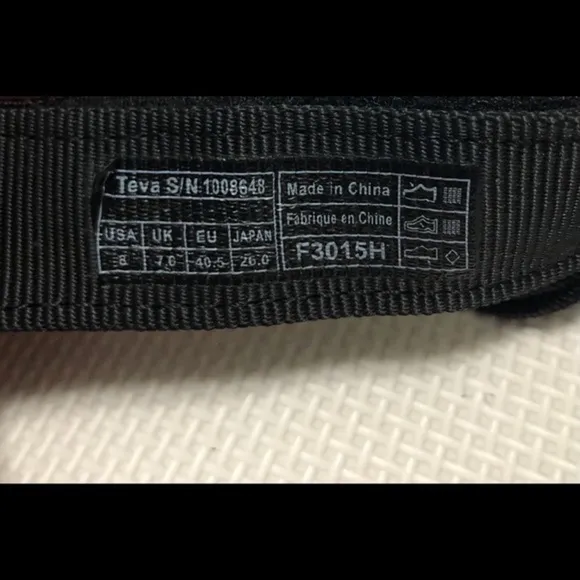 Teva S/N 1008648
USA UK EU JAPAN
8 7.0 40.5 26.0
Made in China
Fabrique en Chine
F3015H